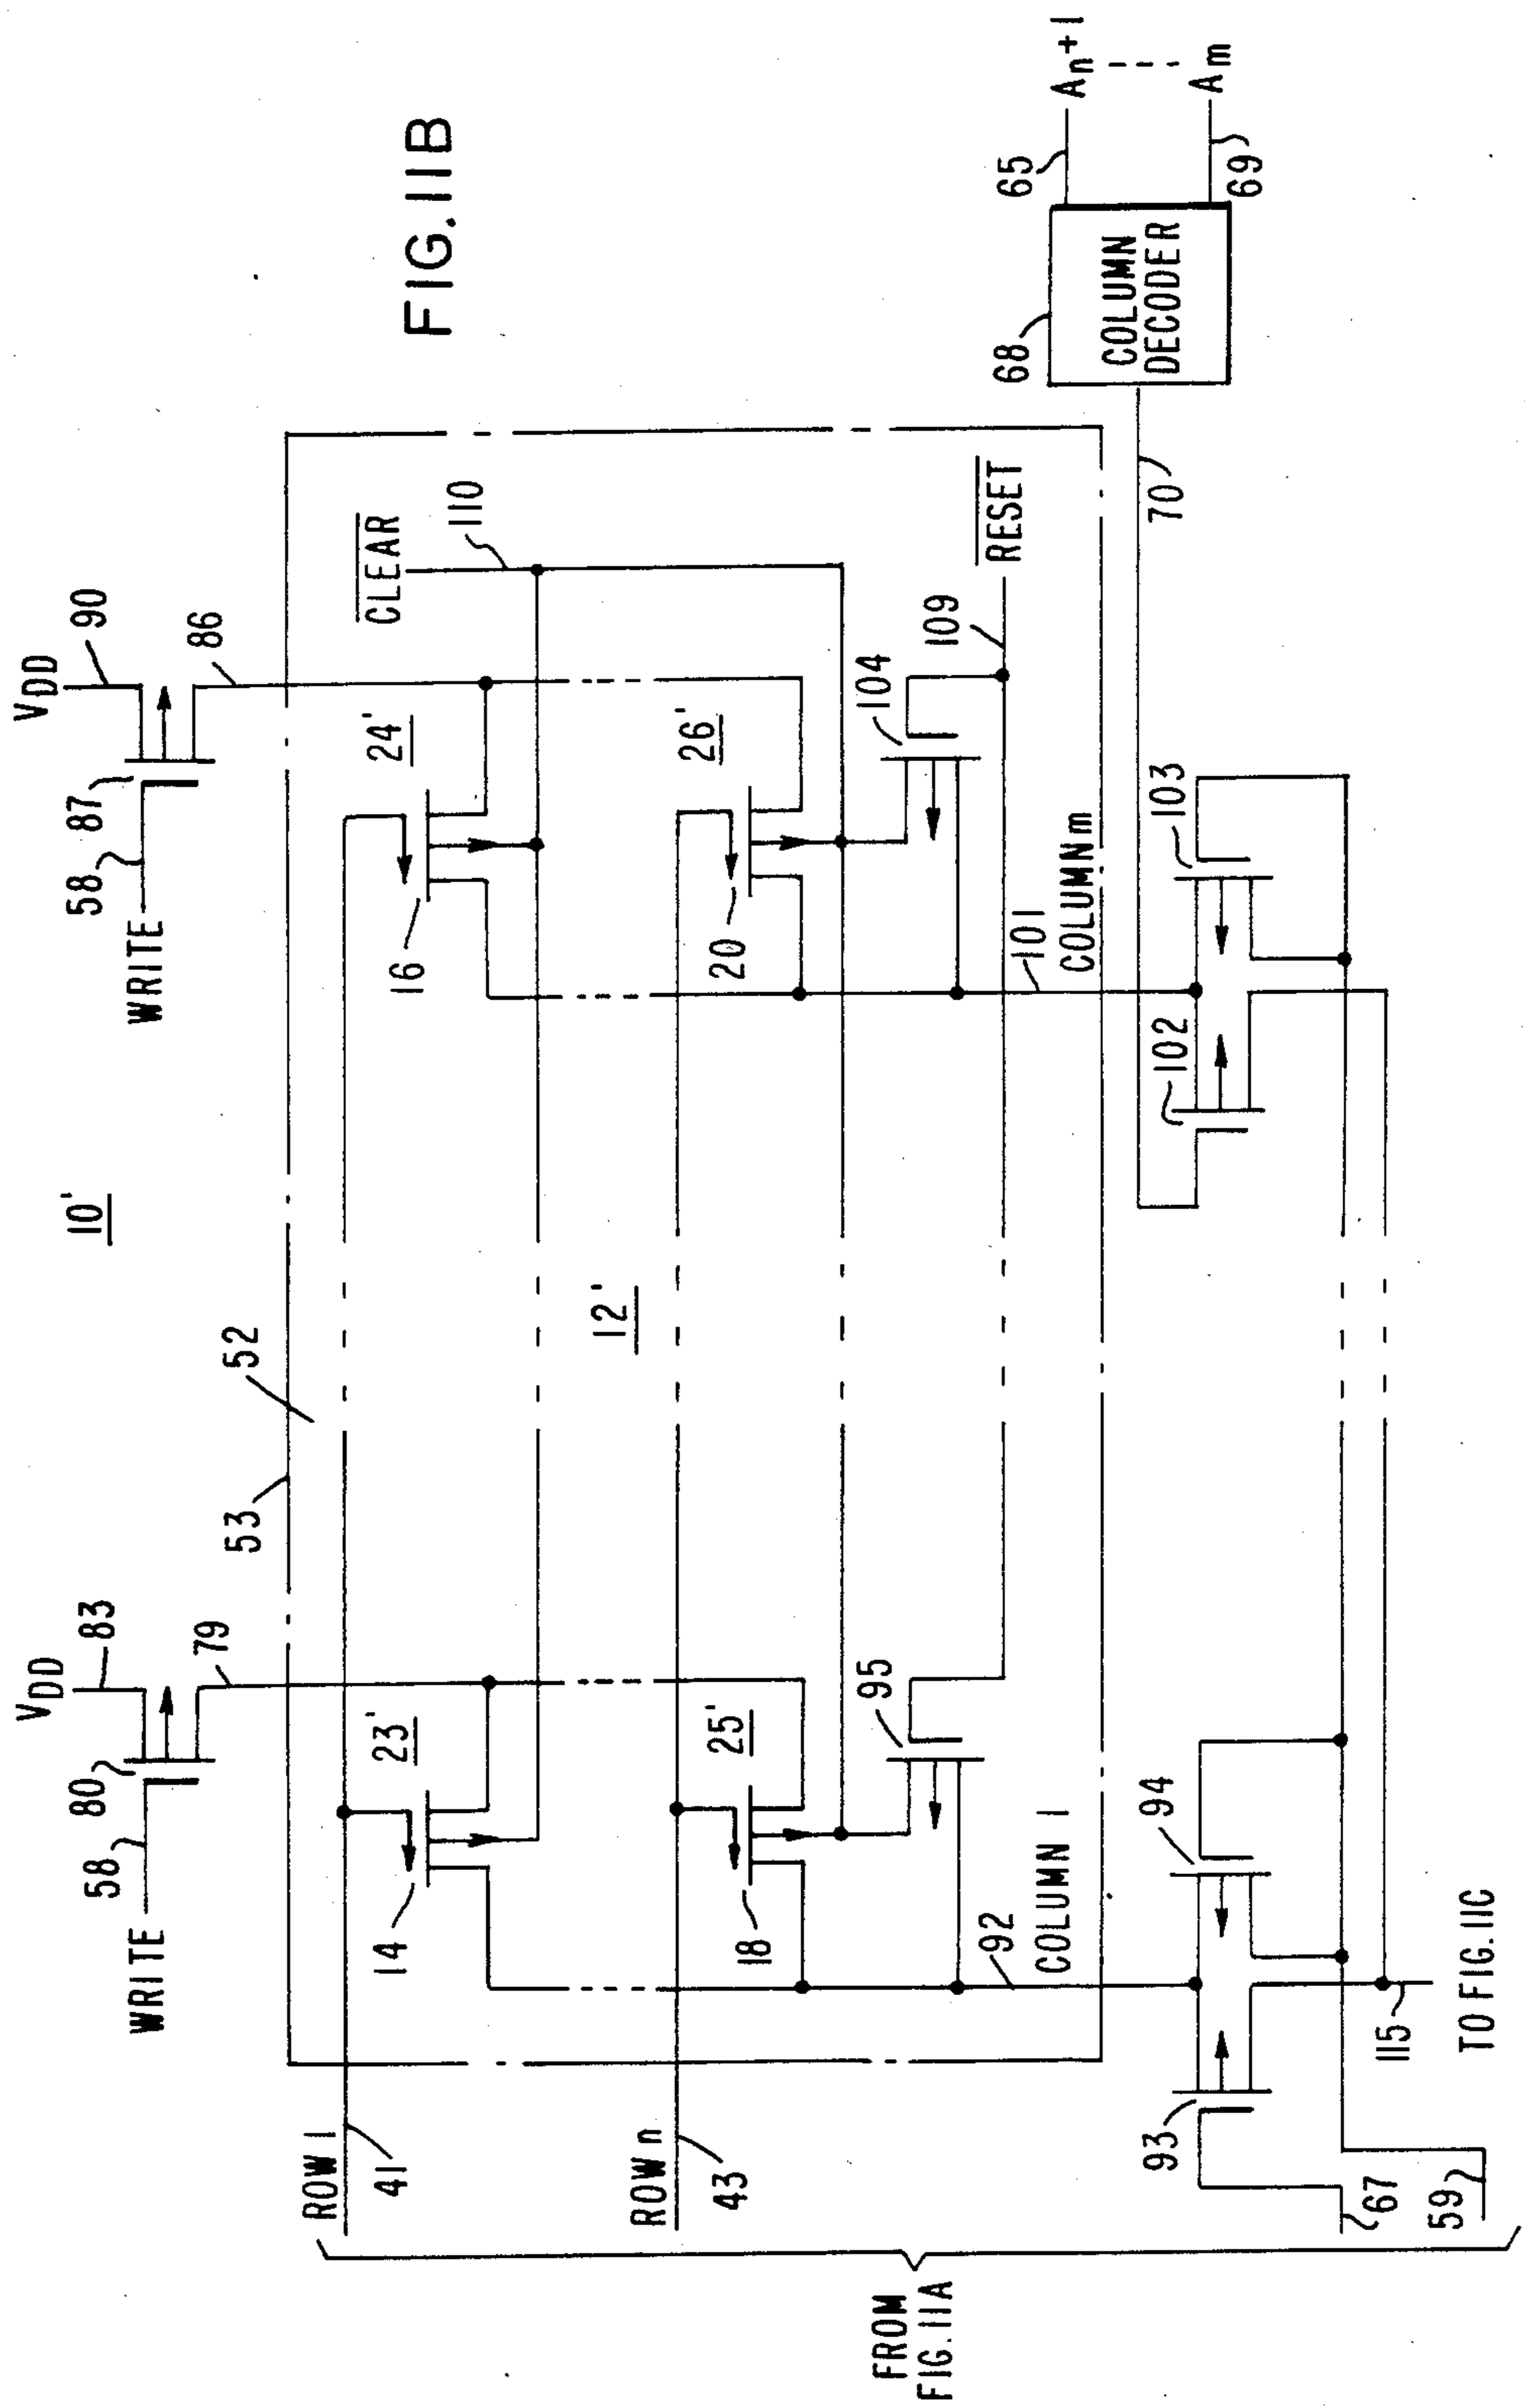 FIG. 11B
10'
WRITE
58
80
VDD
83
79
WRITE
58
87
VDD
90
86
53
52
ROW 1
41
14
23'
16
24'
CLEAR
110
12'
ROW n
43
18
25'
20
26'
95
104
109
RESET
92
COLUMN 1
101
COLUMN m
93
94
102
103
70
68
COLUMN
DECODER
65
An+1
69
Am
67
59
115
TO FIG. 11C
FROM
FIG. 11A